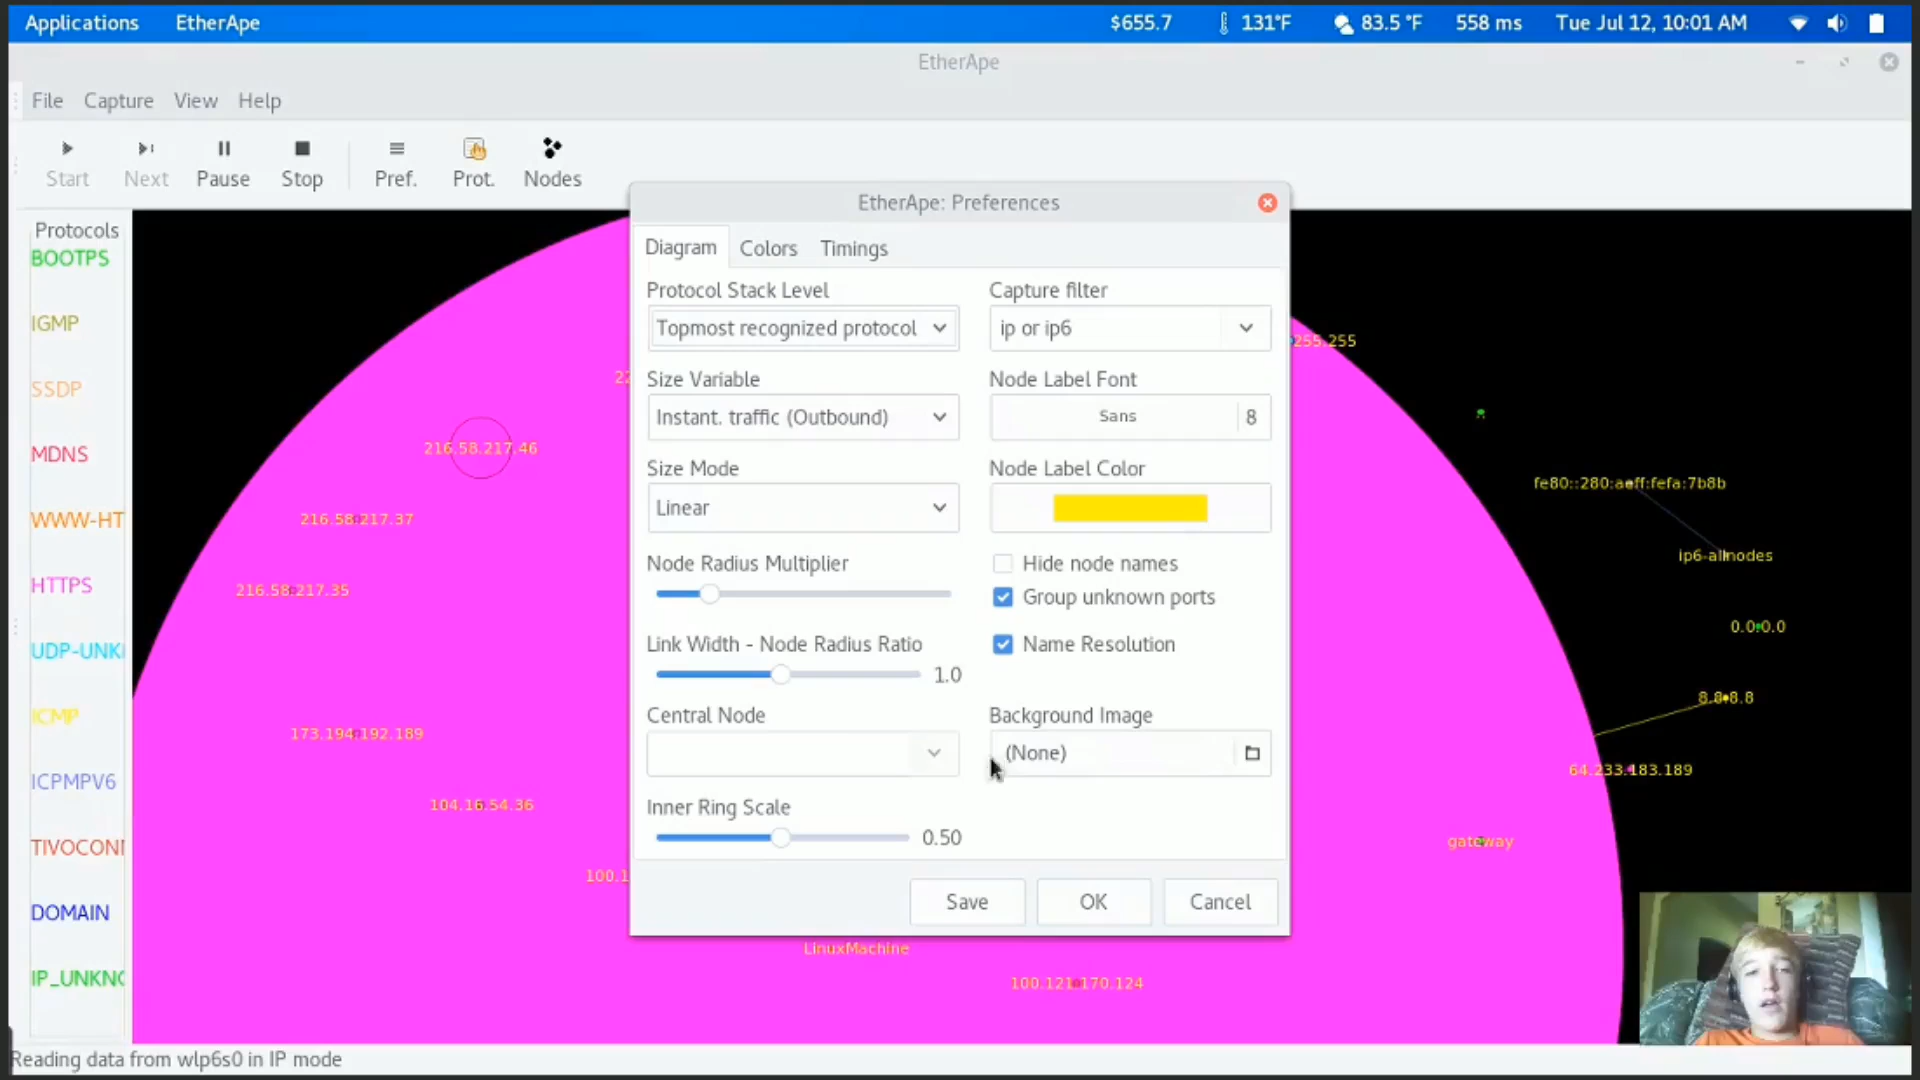 Applications EtherApe $655.7 131°F 83.5 °F 558 ms Tue Jul 12, 10:01 AM
EtherApe
File Capture View Help
Start Next Pause Stop Pref. Prot. Nodes
EtherApe: Preferences
Diagram Colors Timings
Protocol Stack Level Capture filter
Topmost recognized protocol ip or ip6
Size Variable Node Label Font
Instant. traffic (Outbound) Sans 8
Size Mode Node Label Color
Linear
Node Radius Multiplier Hide node names
Group unknown ports
Link Width - Node Radius Ratio Name Resolution
1.0
Central Node Background Image
(None)
Inner Ring Scale
0.50
Save OK Cancel
Protocols
BOOTPS
IGMP
SSDP
MDNS
WWW-HT
HTTPS
UDP-UNK
ICMP
ICPMPV6
TIVOCON
DOMAIN
IP_UNKN
22
216.58.217.46
216.58.217.37
216.58.217.35
173.194.192.189
104.16.54.36
100.1
LinuxMachine
100.121.170.124
255.255
fe80::280:aeff:fefa:7b8b
ip6-allnodes
0.0.0.0
8.8.8.8
64.233.183.189
gateway
Reading data from wlp6s0 in IP mode